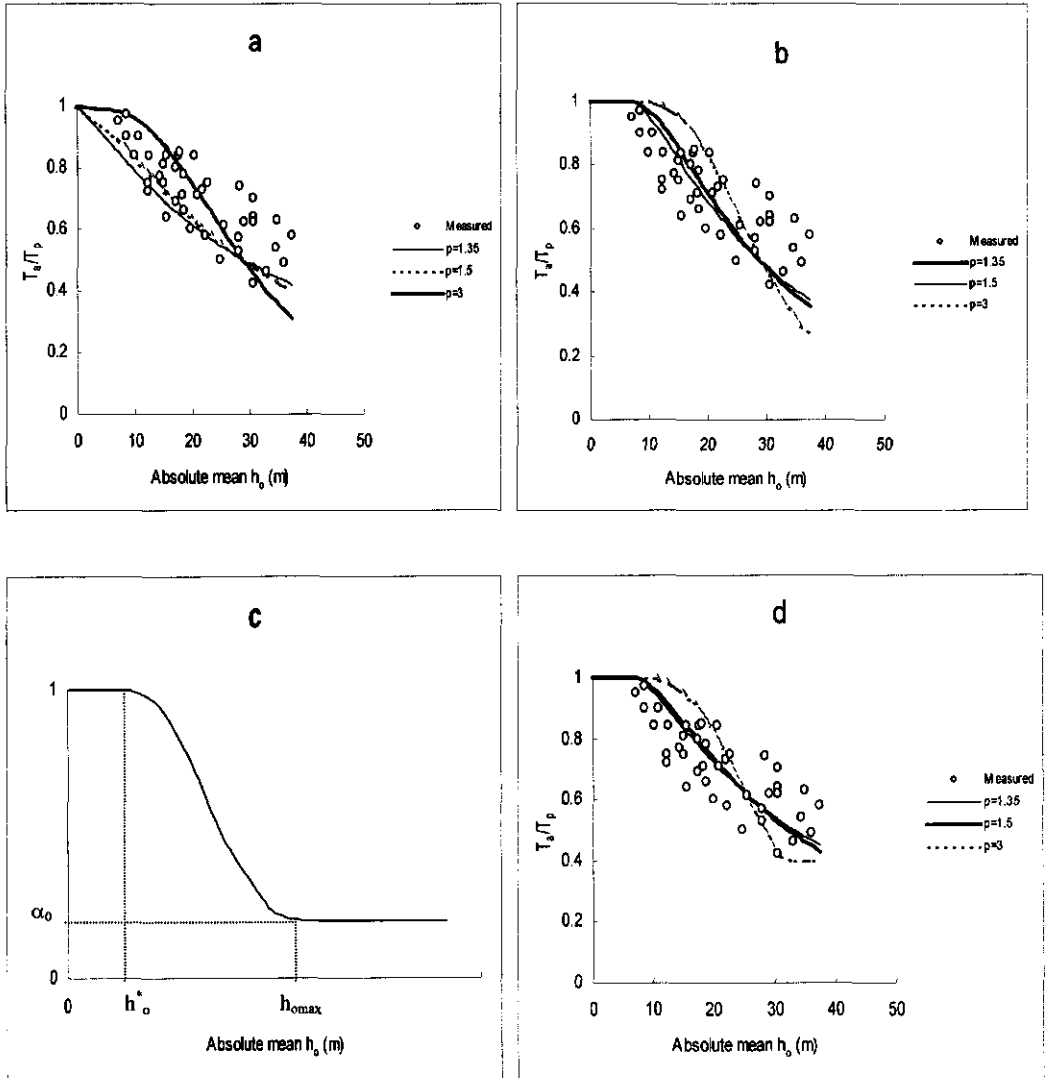 a
1
0.8
0.6
0.4
0.2
0
Ta/Tp
0 10 20 30 40 50
Absolute mean ho (m)
Measured
p=1.35
p=1.5
p=3
b
1
0.8
0.6
0.4
0.2
0
Ta/Tp
0 10 20 30 40 50
Absolute mean ho (m)
Measured
p=1.35
p=1.5
p=3
c
1
αo
0
0 h*o homax
Absolute mean ho (m)
d
1
0.8
0.6
0.4
0.2
0
Ta/Tp
0 10 20 30 40 50
Absolute mean ho (m)
Measured
p=1.35
p=1.5
p=3